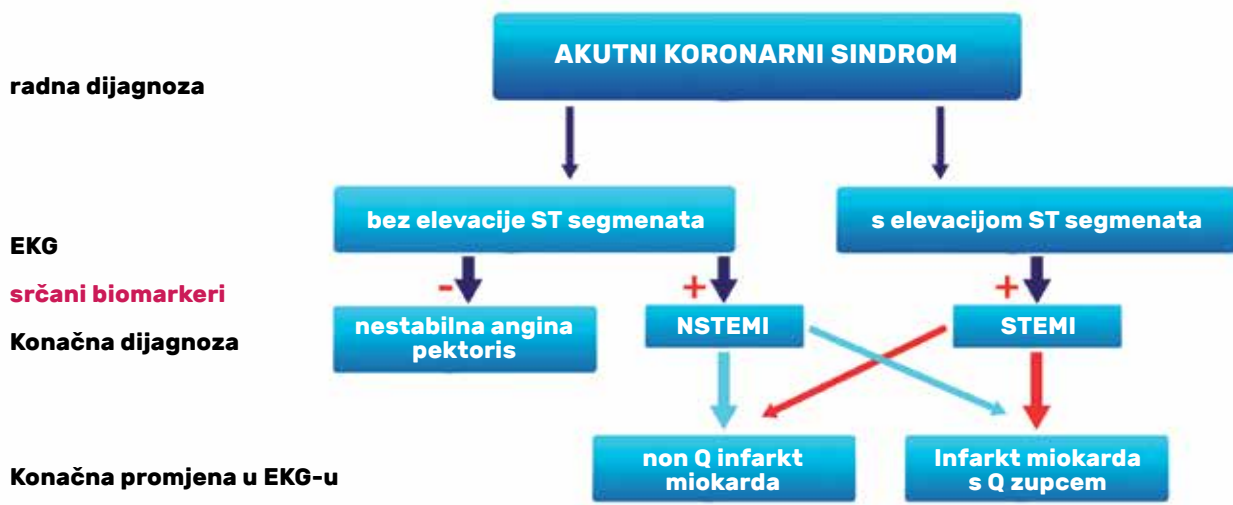 AKUTNI KORONARNI SINDROM
radna dijagnoza
bez elevacije ST segmenata
s elevacijom ST segmenata
EKG
srčani biomarkeri
-
+
+
Konačna dijagnoza
nestabilna angina
pektoris
NSTEMI
STEMI
Konačna promjena u EKG-u
non Q infarkt
miokarda
Infarkt miokarda
s Q zupcem